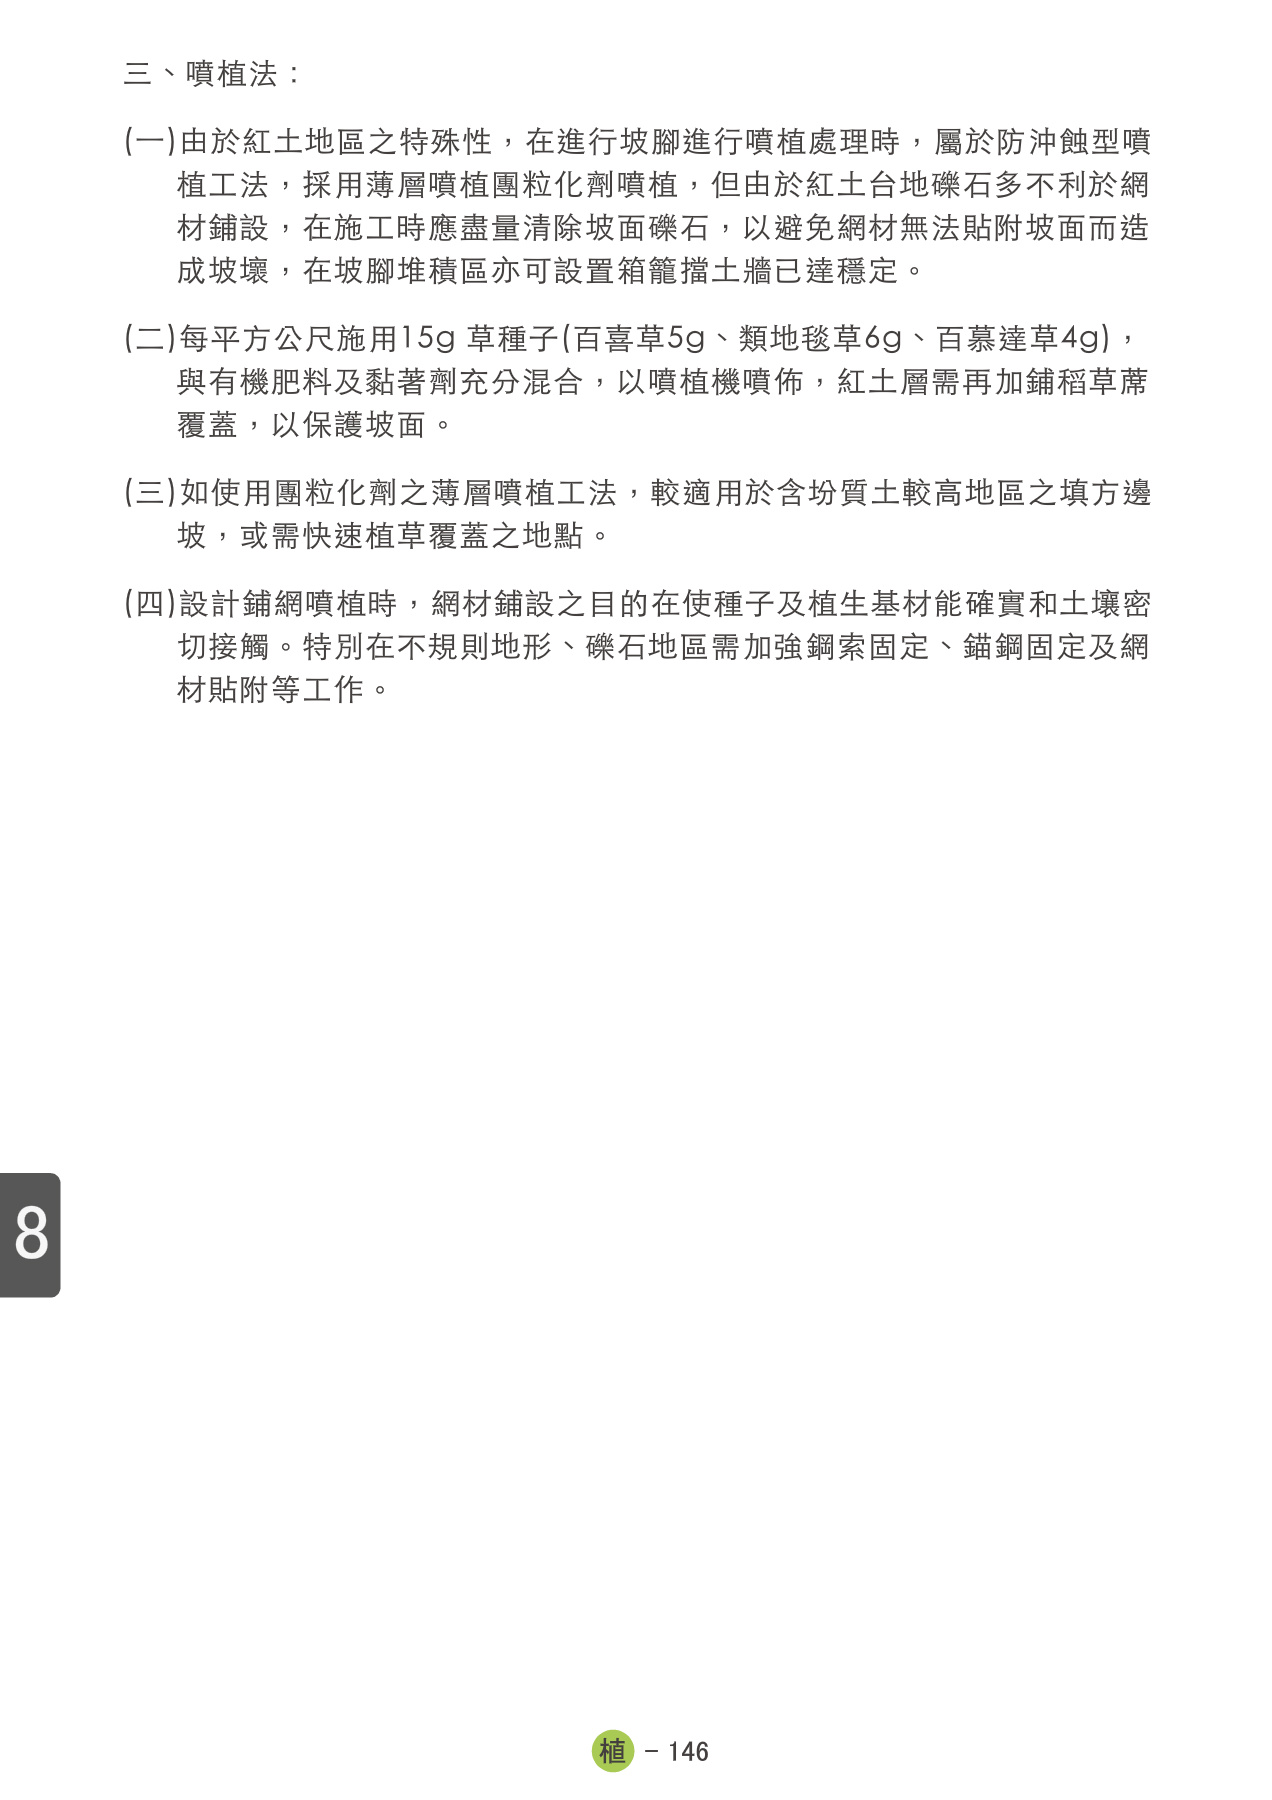 三、噴植法：
(一)由於紅土地區之特殊性，在進行坡腳進行噴植處理時，屬於防沖蝕型噴
植工法，採用薄層噴植團粒化劑噴植，但由於紅土台地礫石多不利於網
材鋪設，在施工時應盡量清除坡面礫石，以避免網材無法貼附坡面而造
成坡壞，在坡腳堆積區亦可設置箱籠擋土牆已達穩定。
(二)每平方公尺施用15g 草種子(百喜草5g、類地毯草6g、百慕達草4g)，
與有機肥料及黏著劑充分混合，以噴植機噴佈，紅土層需再加鋪稻草蓆
覆蓋，以保護坡面。
(三)如使用團粒化劑之薄層噴植工法，較適用於含坋質土較高地區之填方邊
坡，或需快速植草覆蓋之地點。
(四)設計鋪網噴植時，網材鋪設之目的在使種子及植生基材能確實和土壤密
切接觸。特別在不規則地形、礫石地區需加強鋼索固定、錨鋼固定及網
材貼附等工作。
8
植 – 146